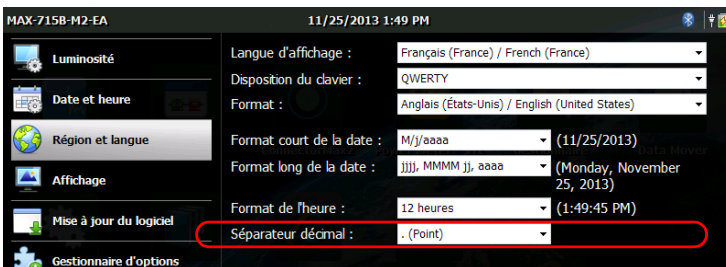 MAX-715B-M2-EA 11/25/2013 1:49 PM
Luminosité
Date et heure
Région et langue
Affichage
Mise à jour du logiciel
Gestionnaire d'options
Langue d'affichage : Français (France) / French (France)
Disposition du clavier : QWERTY
Format : Anglais (États-Unis) / English (United States)
Format court de la date : M/j/aaaa (11/25/2013)
Format long de la date : jjjj, MMMM jj, aaaa (Monday, November
25, 2013)
Format de l'heure : 12 heures (1:49:45 PM)
Séparateur décimal : . (Point)
Data Mover